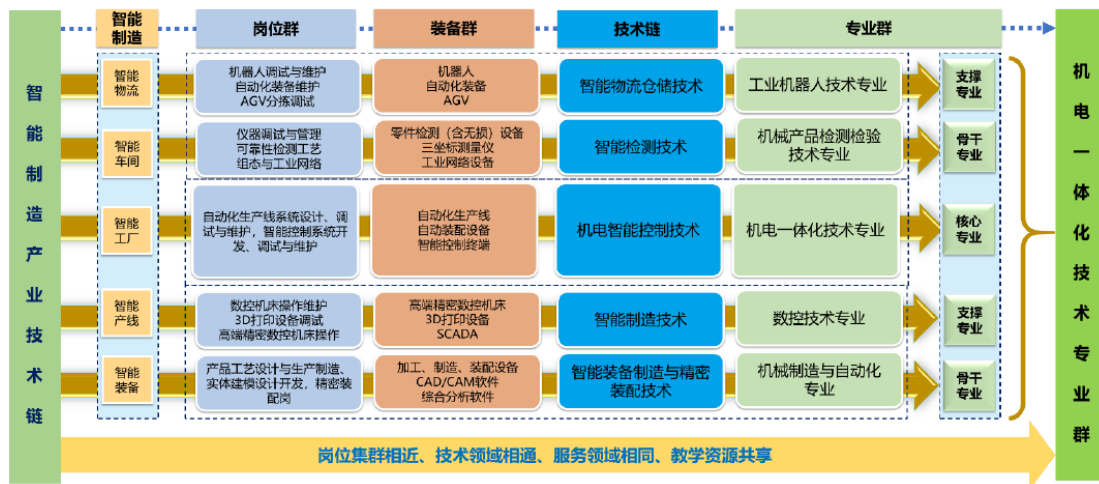 智能制造产业技术链
智能
制造
岗位群
装备群
技术链
专业群
智能
物流
机器人调试与维护
自动化装备维护
AGV分拣调试
机器人
自动化装备
AGV
智能物流仓储技术
工业机器人技术专业
支撑
专业
智能
车间
仪器调试与管理
可靠性检测工艺
组态与工业网络
零件检测（含无损）设备
三坐标测量仪
工业网络设备
智能检测技术
机械产品检测检验
技术专业
骨干
专业
智能
工厂
自动化生产线系统设计、调
试与维护，智能控制系统开
发、调试与维护
自动化生产线
自动装配设备
智能控制终端
机电智能控制技术
机电一体化技术专业
核心
专业
智能
产线
数控机床操作维护
3D打印设备调试
高端精密数控机床操作
高端精密数控机床
3D打印设备
SCADA
智能制造技术
数控技术专业
支撑
专业
智能
装备
产品工艺设计与生产制造、
实体建模设计开发，精密装
配岗
加工、制造、装配设备
CAD/CAM软件
综合分析软件
智能装备制造与精密
装配技术
机械制造与自动化
专业
骨干
专业
机电一体化技术专业群
岗位集群相近、技术领域相通、服务领域相同、教学资源共享